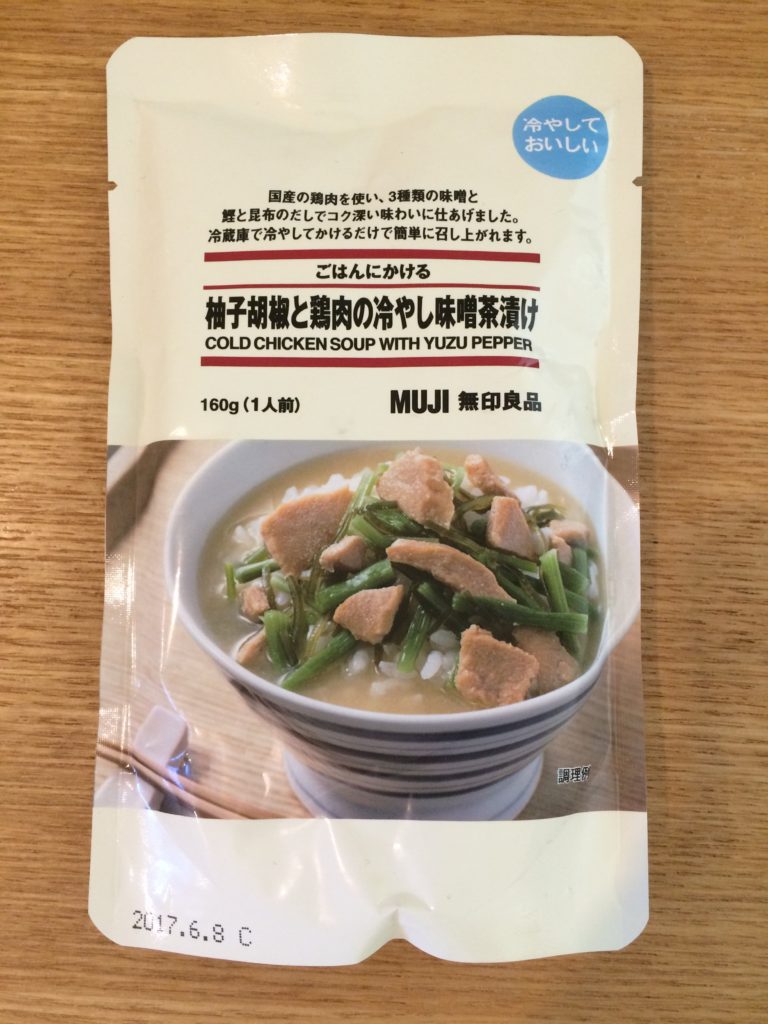 冷やして
おいしい
国産の鶏肉を使い、3種類の味噌と
鰹と昆布のだしでコク深い味わいに仕あげました。
冷蔵庫で冷やしてかけるだけで簡単に召し上がれます。
ごはんにかける
柚子胡椒と鶏肉の冷やし味噌茶漬け
COLD CHICKEN SOUP WITH YUZU PEPPER
160g（1人前） MUJI 無印良品
調理例
2017.6.8 C